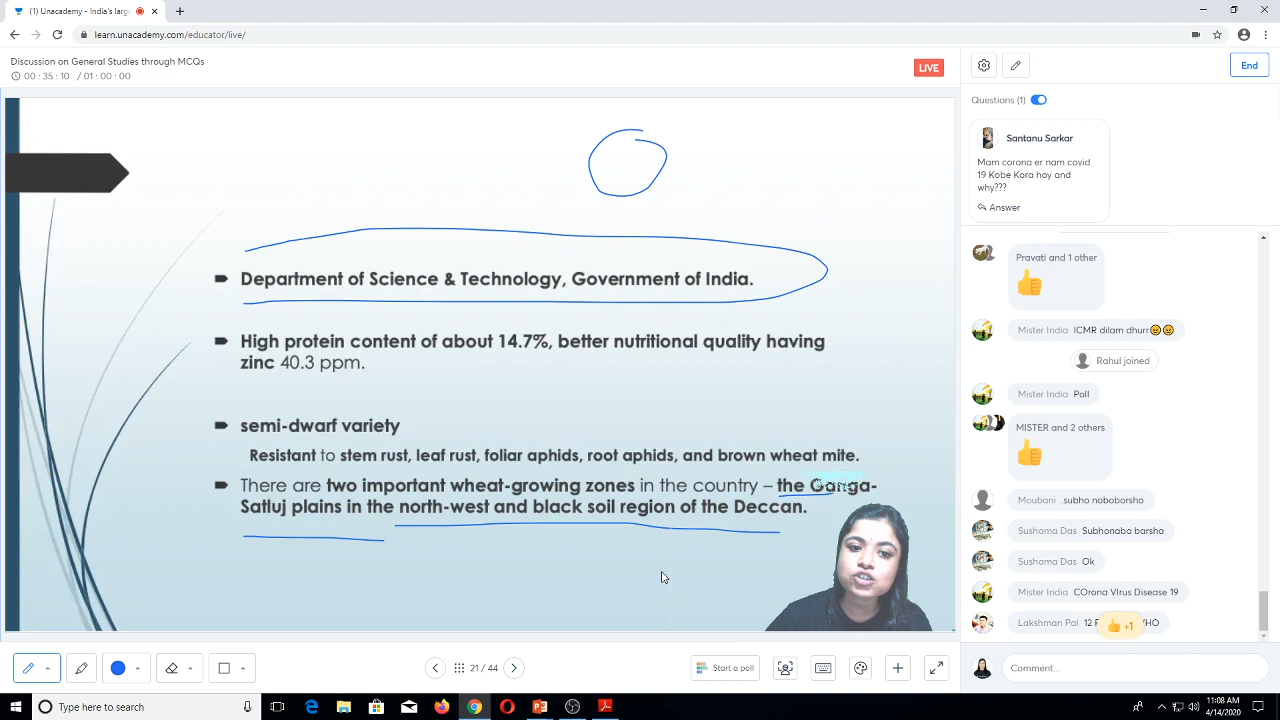 (1) Unacademy - India's larg
learn.unacademy.com/educator/live/
Discussion on General Studies through MCQs
00 : 35 : 10 / 01 : 00 : 00
LIVE
End
Questions (1)
Santanu Sarkar
Mam corona er nam covid
19 Kobe Kora hoy and
why???
Answer
Department of Science & Technology, Government of India.
High protein content of about 14.7%, better nutritional quality having
zinc 40.3 ppm.
semi-dwarf variety
Resistant to stem rust, leaf rust, foliar aphids, root aphids, and brown wheat mite.
There are two important wheat-growing zones in the country – the Ganga-
Satluj plains in the north-west and black soil region of the Deccan.
Pravati and 1 other
Mister India ICMR dilam dhurr
Rahul joined
Mister India Poll
MISTER and 2 others
Moubani .subho noboborsho
Sushama Das Subhonaba barsha
Sushama Das Ok
Mister India COrona VIrus Disease 19
Lakshman Pal 12
+1
21 / 44
Start a poll
Comment...
Type here to search
11:08 AM
4/14/2020